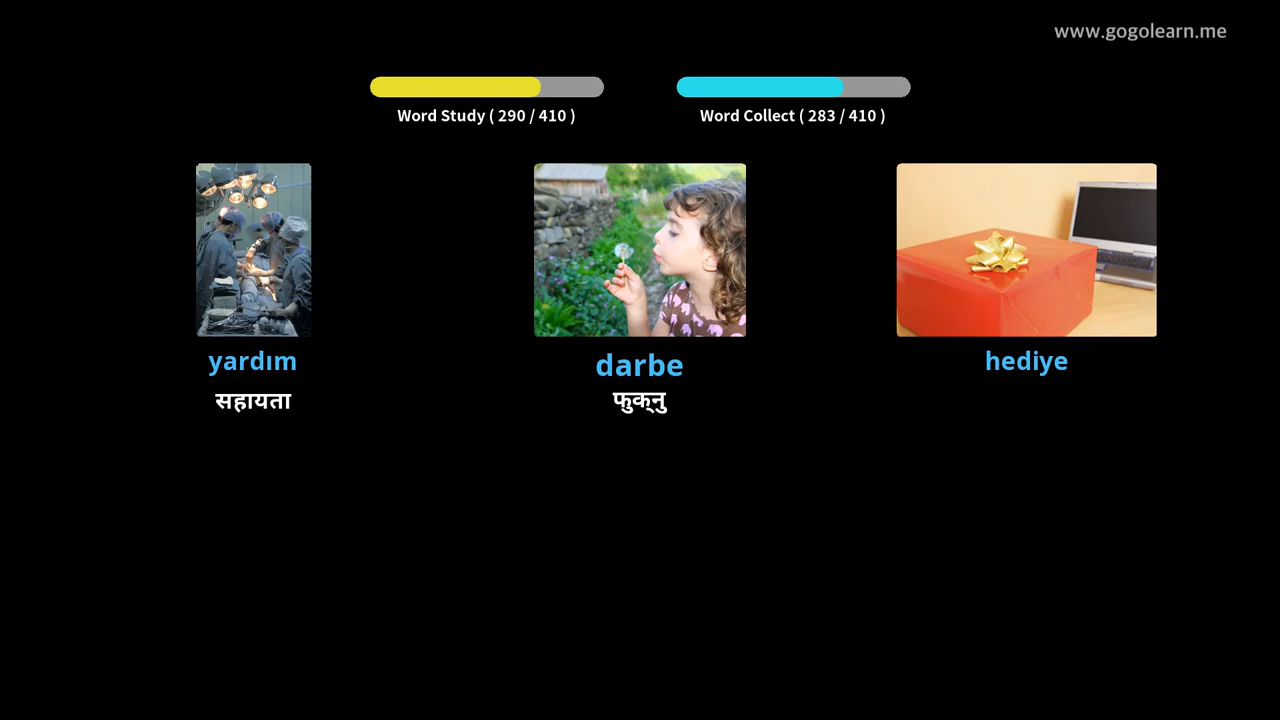 www.gogolearn.me
Word Study ( 290 / 410 )
Word Collect ( 283 / 410 )
yardım
darbe
hediye
सहायता
फुक्नु